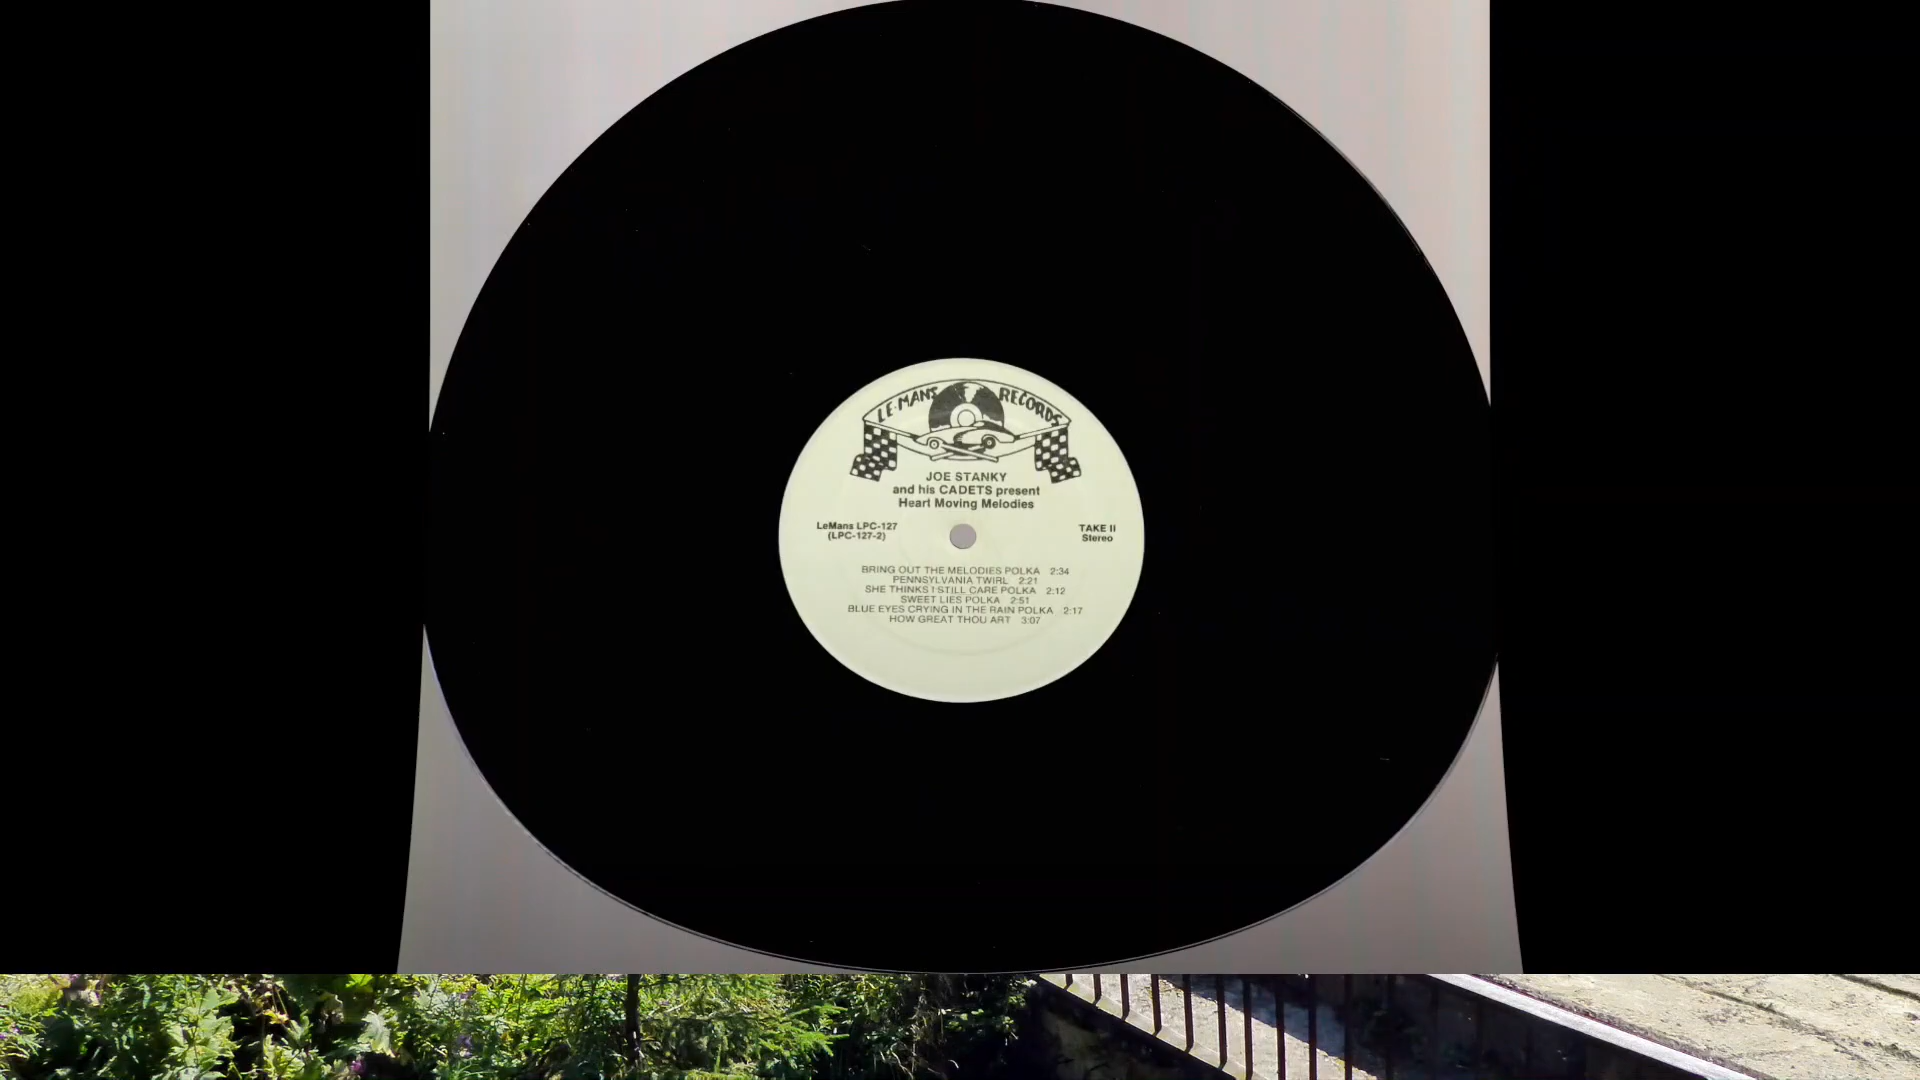 LE-MANS RECORDS
JOE STANKY
and his CADETS present
Heart Moving Melodies
LeMans LPC-127
(LPC-127-2)
TAKE II
Stereo
BRING OUT THE MELODIES POLKA 2:34
PENNSYLVANIA TWIRL 2:21
SHE THINKS I STILL CARE POLKA 2:12
SWEET LIES POLKA 2:51
BLUE EYES CRYING IN THE RAIN POLKA 2:17
HOW GREAT THOU ART 3:07